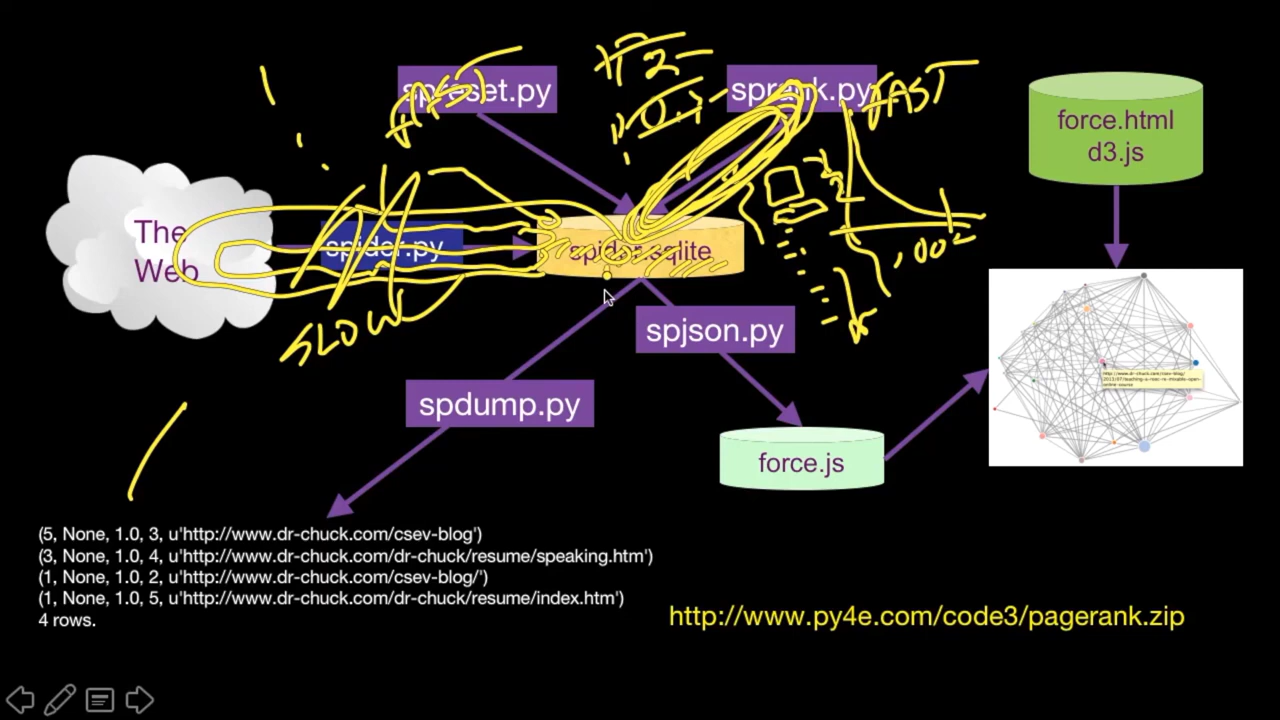 spreset.py
FAST
sprank.py
FAST
force.html
d3.js
The
Web
spider.py
spider.sqlite
.002
SLOW
spjson.py
spdump.py
force.js
(5, None, 1.0, 3, u'http://www.dr-chuck.com/csev-blog')
(3, None, 1.0, 4, u'http://www.dr-chuck.com/dr-chuck/resume/speaking.htm')
(1, None, 1.0, 2, u'http://www.dr-chuck.com/csev-blog/')
(1, None, 1.0, 5, u'http://www.dr-chuck.com/dr-chuck/resume/index.htm')
4 rows.
http://www.py4e.com/code3/pagerank.zip